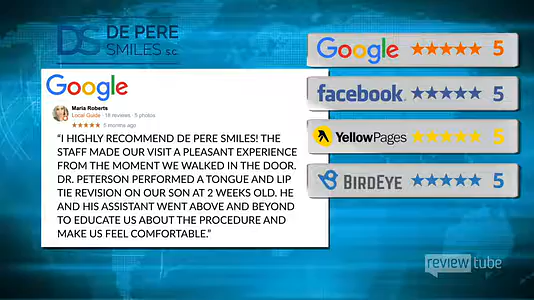 DS DE PERE
SMILES S.C.
Google
Maria Roberts
Local Guide · 18 reviews · 5 photos
5 months ago
"I HIGHLY RECOMMEND DE PERE SMILES! THE
STAFF MADE OUR VISIT A PLEASANT EXPERIENCE
FROM THE MOMENT WE WALKED IN THE DOOR.
DR. PETERSON PERFORMED A TONGUE AND LIP
TIE REVISION ON OUR SON AT 2 WEEKS OLD. HE
AND HIS ASSISTANT WENT ABOVE AND BEYOND
TO EDUCATE US ABOUT THE PROCEDURE AND
MAKE US FEEL COMFORTABLE."
Google 5
facebook 5
YellowPages 5
BIRDEYE 5
review tube